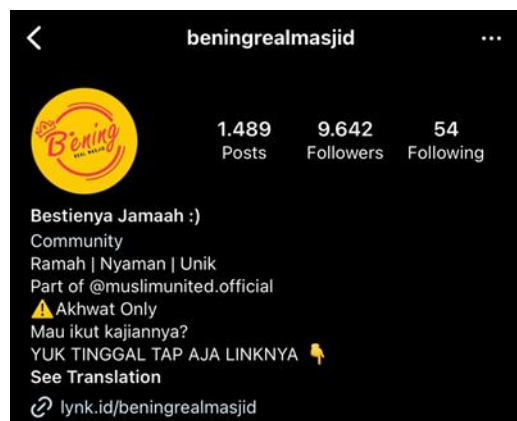 beningrealmasjid
B'ening
REAL MASJID
1.489 9.642 54
Posts Followers Following
Bestienya Jamaah :)
Community
Ramah | Nyaman | Unik
Part of @muslimunited.official
⚠️Akhwat Only
Mau ikut kajiannya?
YUK TINGGAL TAP AJA LINKNYA 👇
See Translation
lynk.id/beningrealmasjid